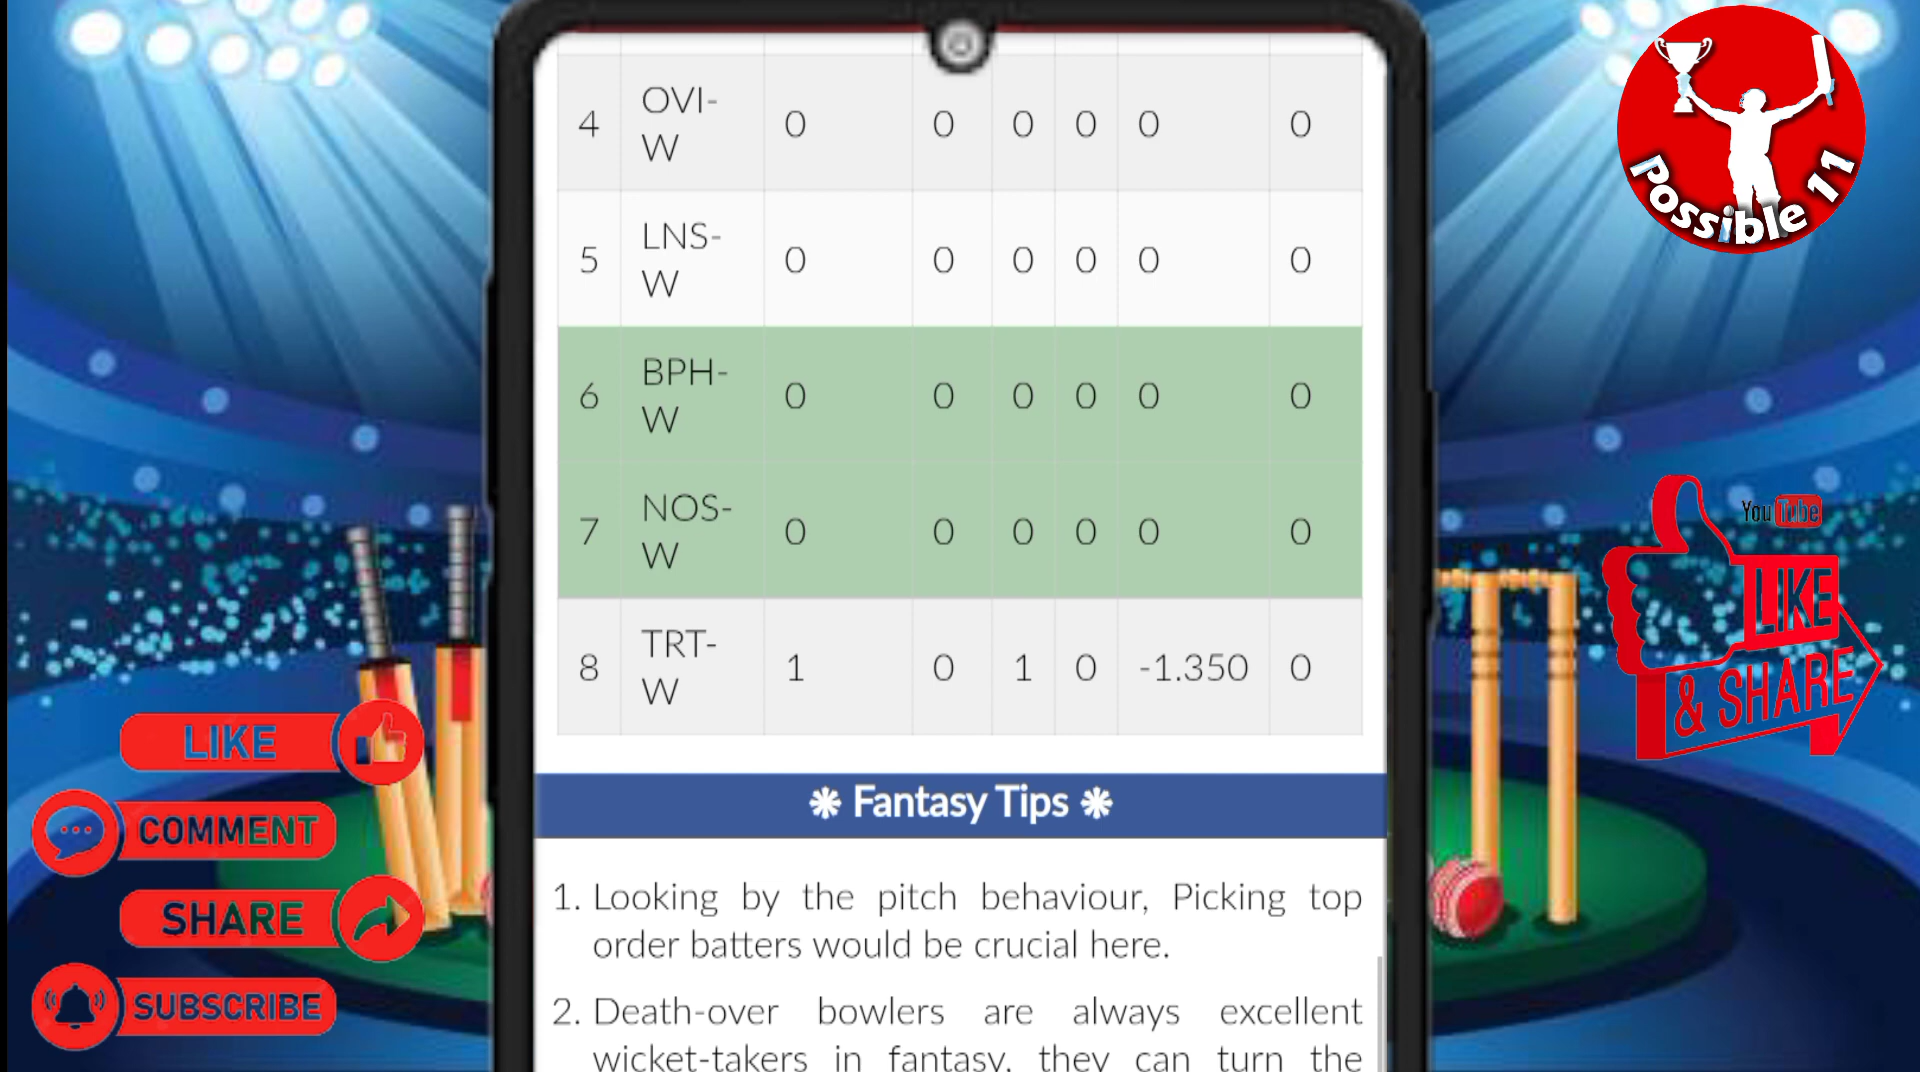 4 OVI-W 0 0 0 0 0 0
5 LNS-W 0 0 0 0 0 0
6 BPH-W 0 0 0 0 0 0
7 NOS-W 0 0 0 0 0 0
8 TRT-W 1 0 1 0 -1.350 0
Fantasy Tips
1. Looking by the pitch behaviour, Picking top
order batters would be crucial here.
2. Death-over bowlers are always excellent
wicket-takers in fantasy, they can turn the
LIKE
COMMENT
SHARE
SUBSCRIBE
Possible 11
YouTube
LIKE
& SHARE